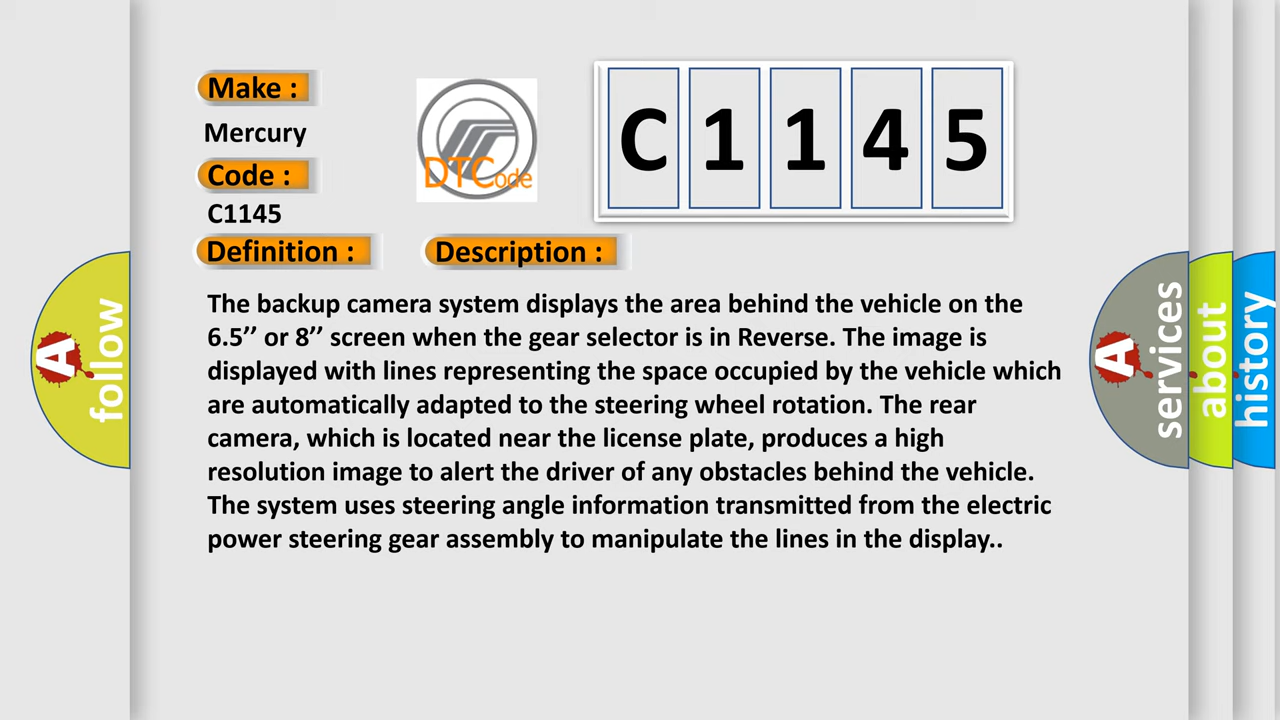 Make :
Mercury
Code :
C1145
Definition :
Description :
DTCode
C1145
The backup camera system displays the area behind the vehicle on the
6.5’’ or 8’’ screen when the gear selector is in Reverse. The image is
displayed with lines representing the space occupied by the vehicle which
are automatically adapted to the steering wheel rotation. The rear
camera, which is located near the license plate, produces a high
resolution image to alert the driver of any obstacles behind the vehicle.
The system uses steering angle information transmitted from the electric
power steering gear assembly to manipulate the lines in the display..
A
follow
A
services
about
history